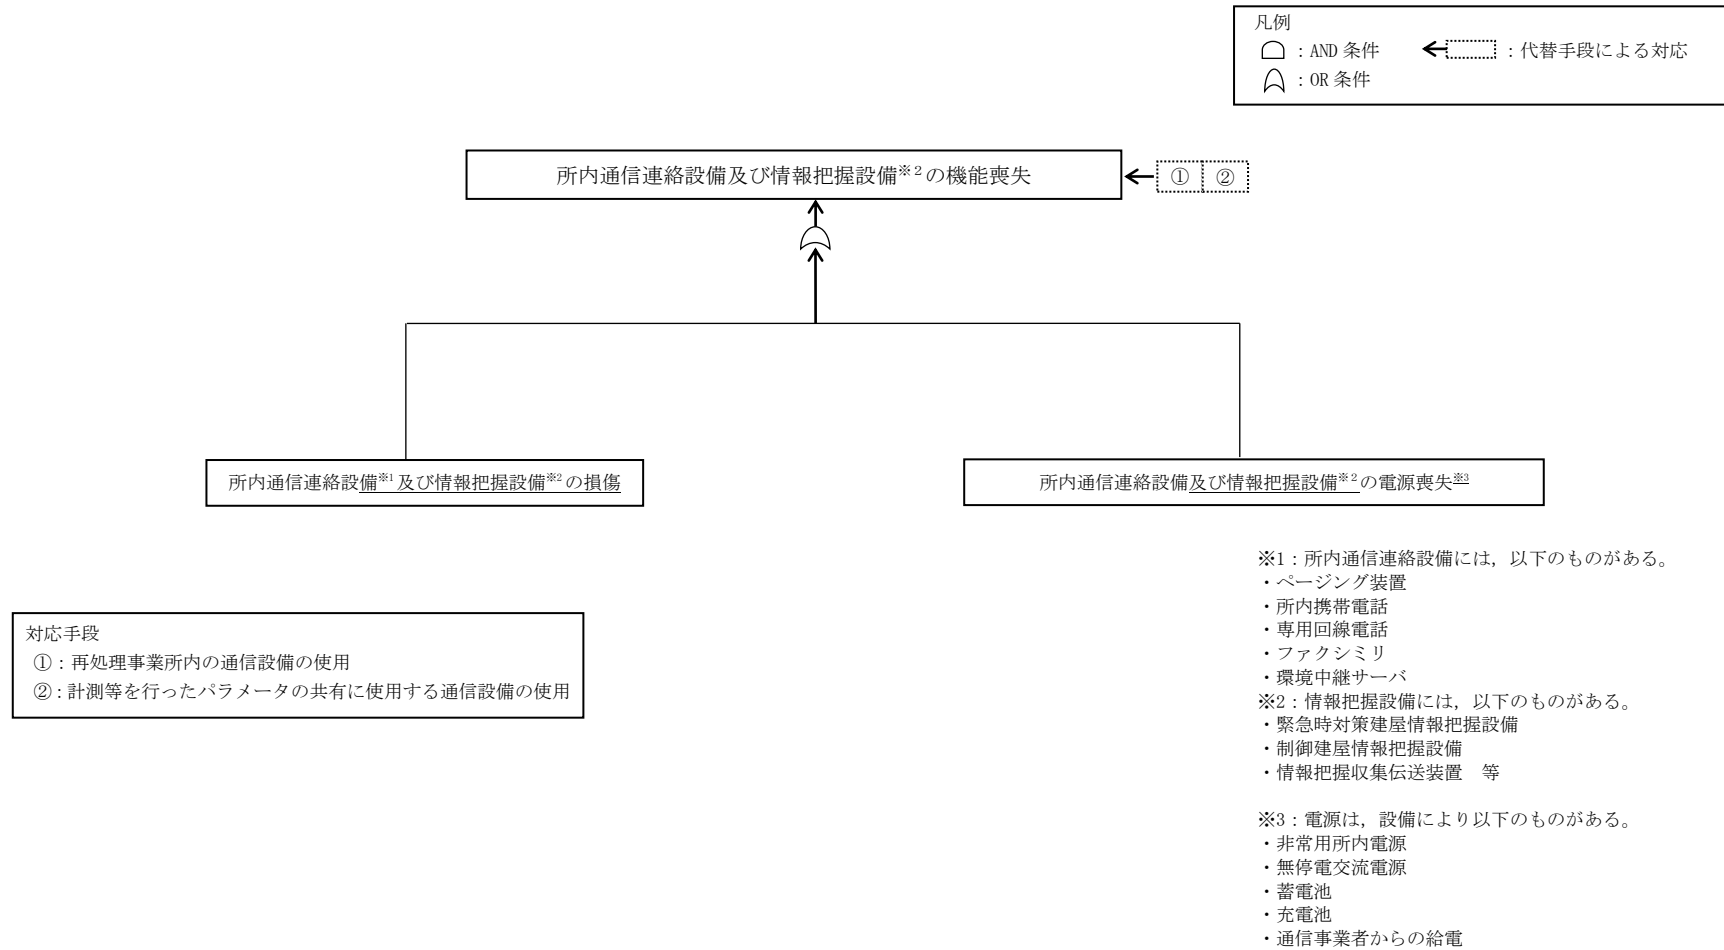 凡例
：AND 条件
：代替手段による対応
：OR 条件
所内通信連絡設備及び情報把握設備※２の機能喪失
① ②
所内通信連絡設備※1 及び情報把握設備※2 の損傷
所内通信連絡設備及び情報把握設備※２の電源喪失※3
※1：所内通信連絡設備には，以下のものがある。
・ページング装置
・所内携帯電話
・専用回線電話
・ファクシミリ
・環境中継サーバ
※2：情報把握設備には，以下のものがある。
・緊急時対策建屋情報把握設備
・制御建屋情報把握設備
・情報把握収集伝送装置　等
※3：電源は，設備により以下のものがある。
・非常用所内電源
・無停電交流電源
・蓄電池
・充電池
・通信事業者からの給電
対応手段
①：再処理事業所内の通信設備の使用
②：計測等を行ったパラメータの共有に使用する通信設備の使用